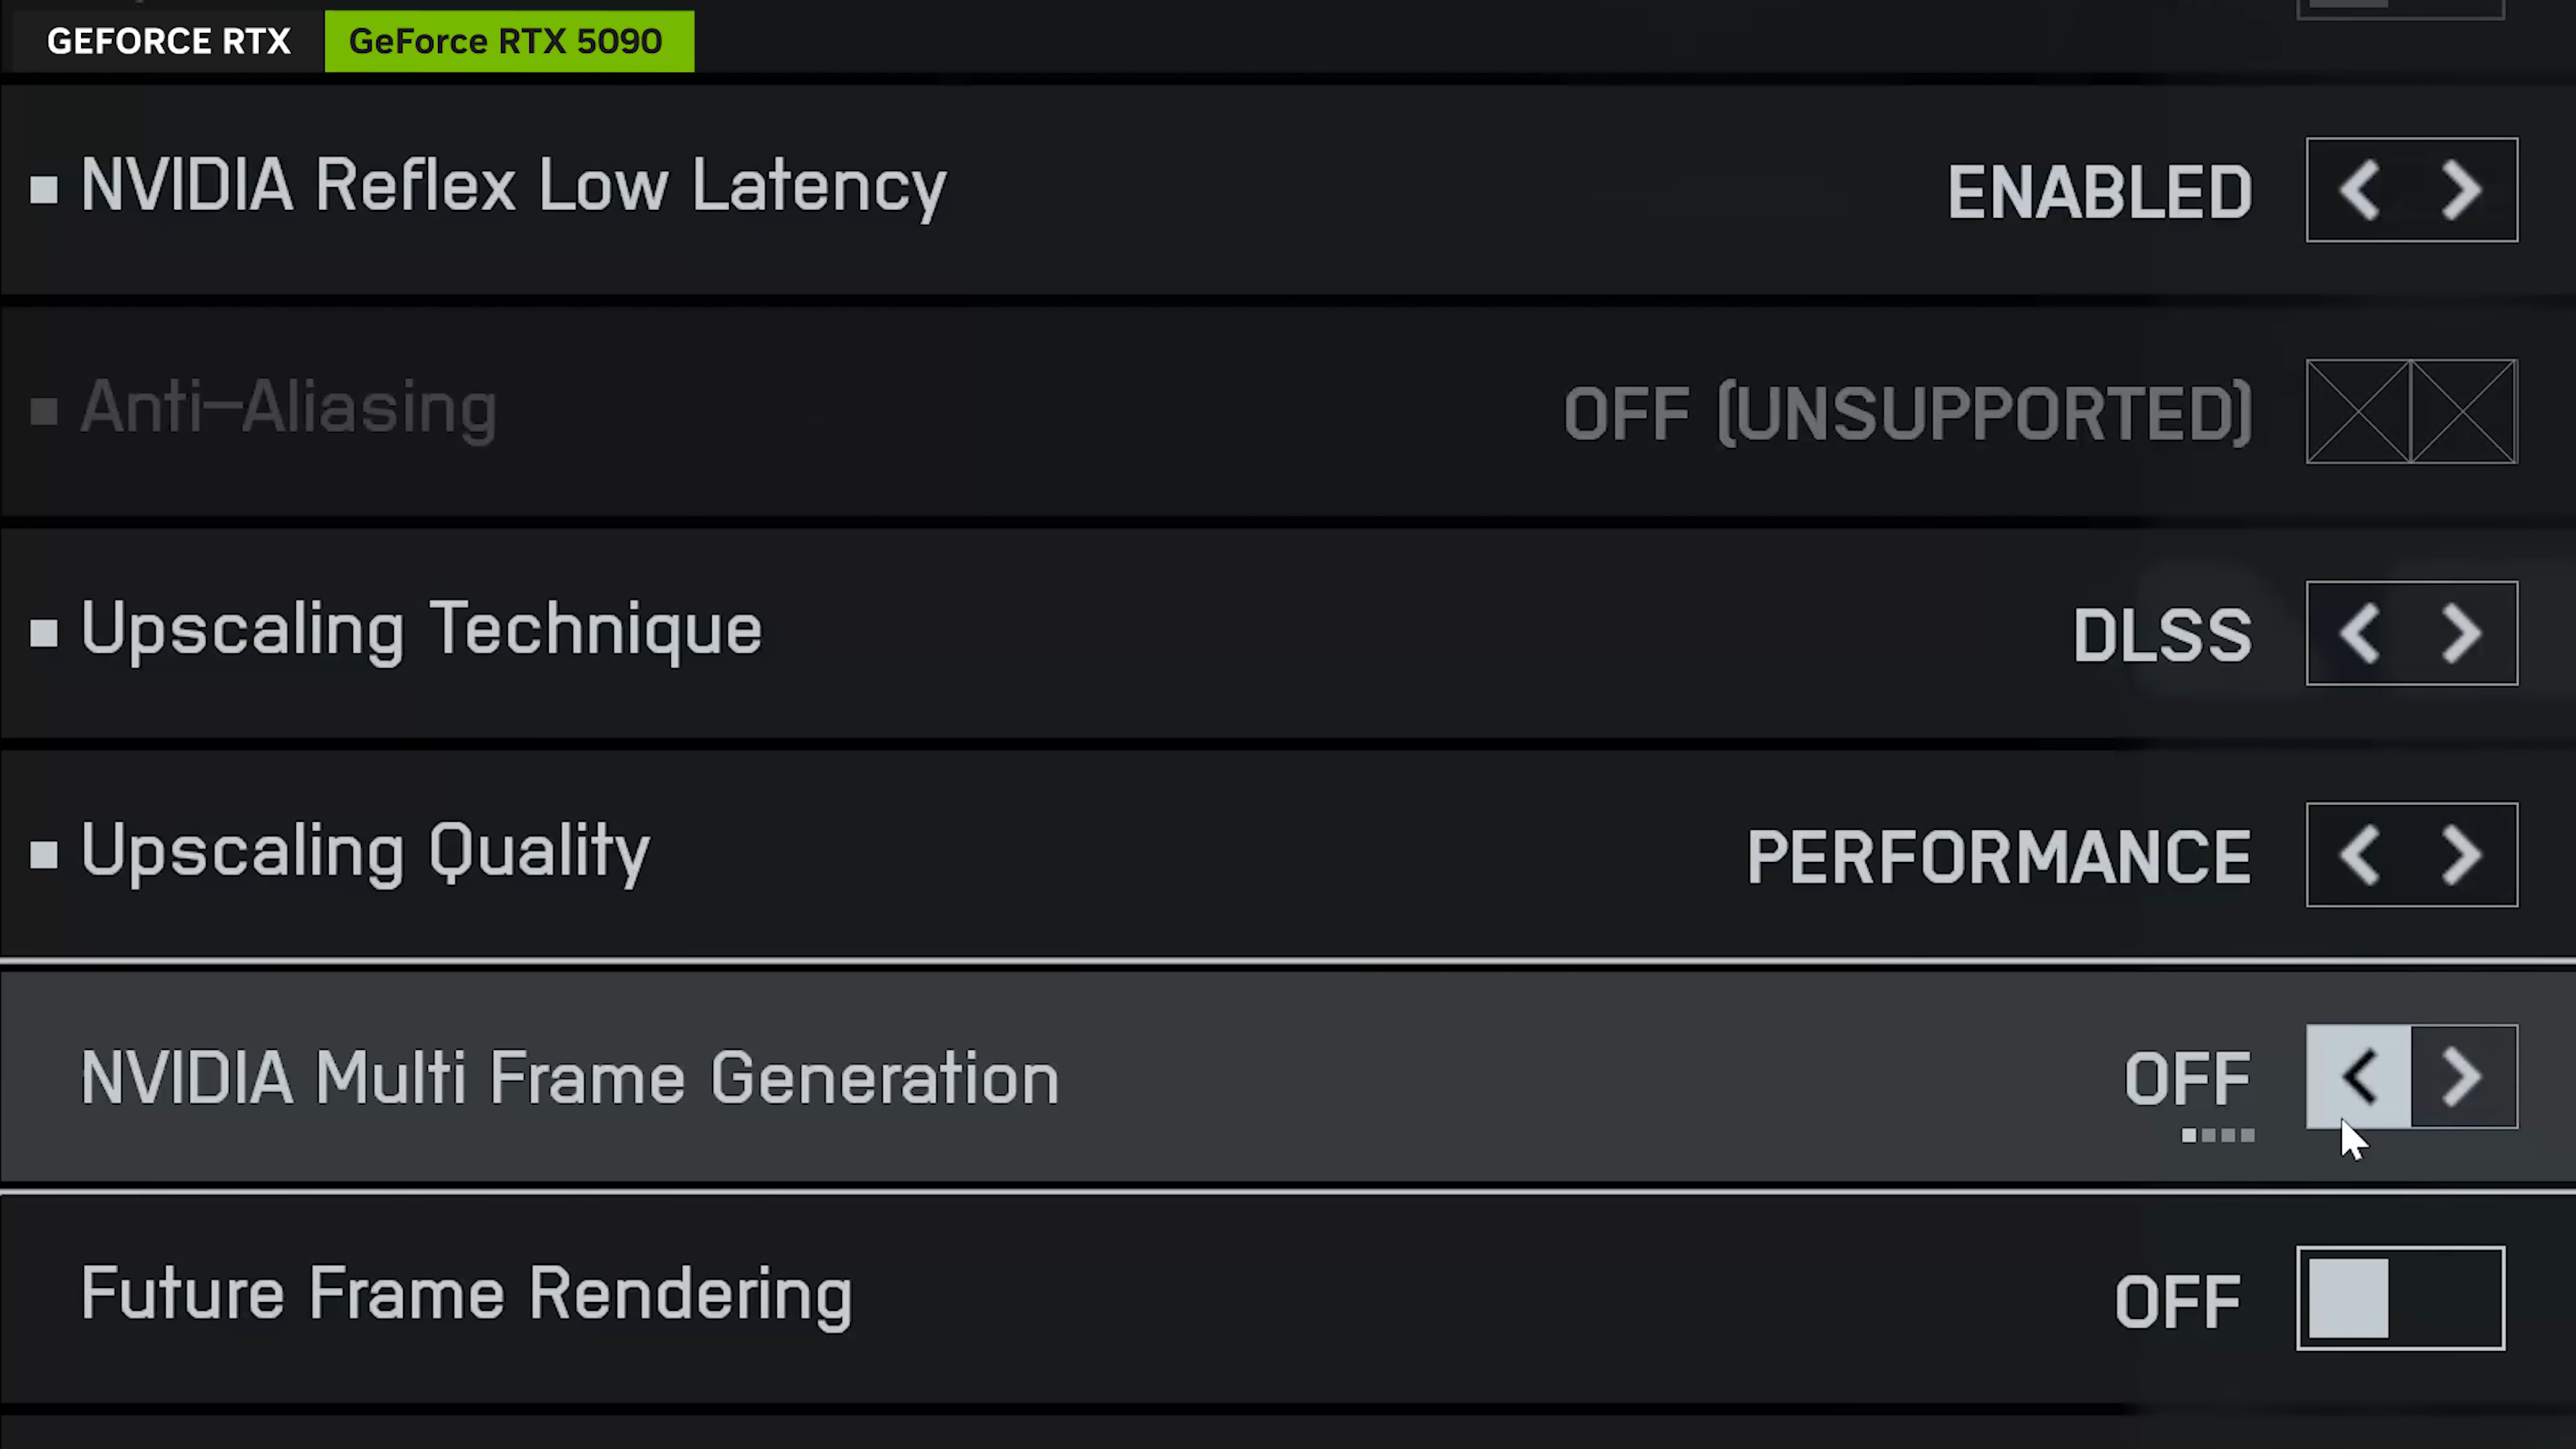 GEFORCE RTX GeForce RTX 5090
NVIDIA Reflex Low Latency ENABLED
Anti-Aliasing OFF (UNSUPPORTED)
Upscaling Technique DLSS
Upscaling Quality PERFORMANCE
NVIDIA Multi Frame Generation OFF
Future Frame Rendering OFF